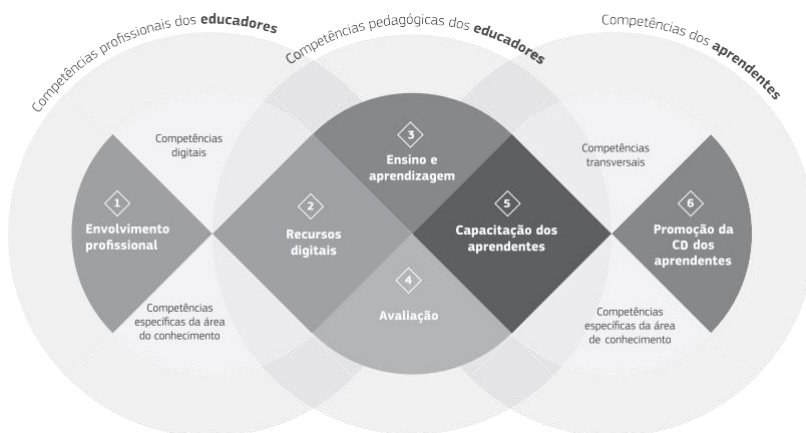 Competências profissionais dos educadores
Competências pedagógicas dos educadores
Competências dos aprendentes
Competências
digitais
3
Ensino e
aprendizagem
Competências
transversais
1
Envolvimento
profissional
2
Recursos
digitais
5
Capacitação dos
aprendentes
6
Promoção da
CD dos
aprendentes
4
Avaliação
Competências
específicas da área
do conhecimento
Competências
específicas da área
de conhecimento